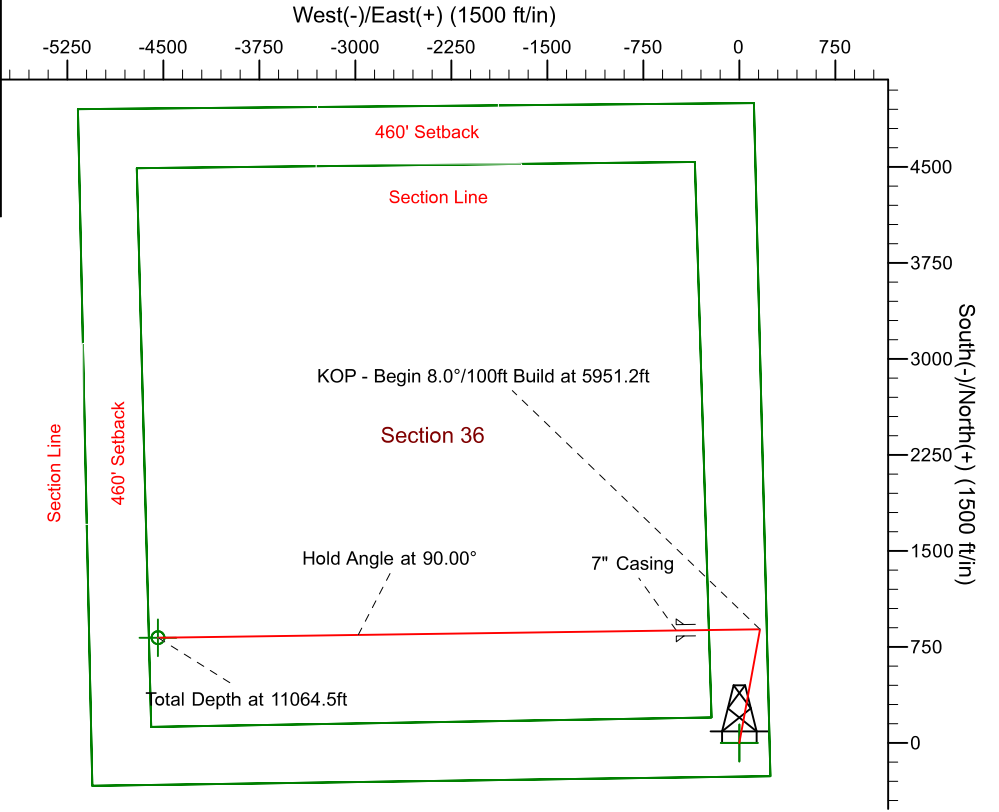 West(-)/East(+) (1500 ft/in)
-5250 -4500 -3750 -3000 -2250 -1500 -750 0 750
460' Setback
Section Line
4500
3750
3000
2250
1500
750
0
South(-)/North(+) (1500 ft/in)
KOP - Begin 8.0°/100ft Build at 5951.2ft
Section 36
Section Line
460' Setback
Hold Angle at 90.00°
7" Casing
Total Depth at 11064.5ft